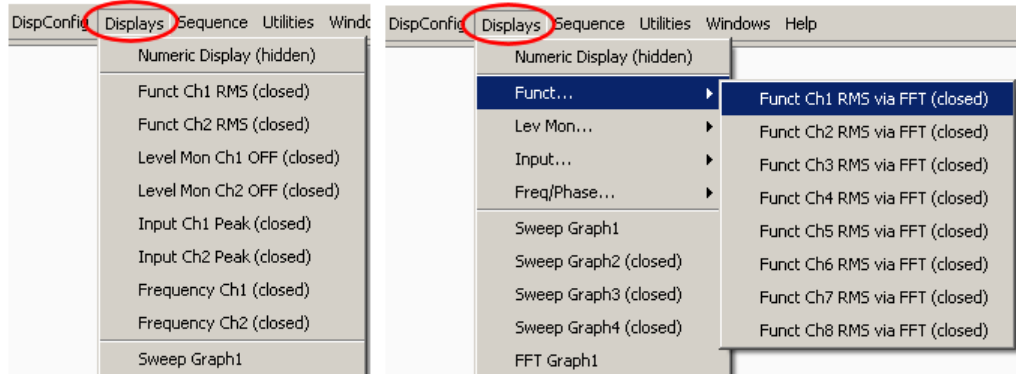 DispConfig Displays Sequence Utilities
Numeric Display (hidden)
Funct Ch1 RMS (closed)
Funct Ch2 RMS (closed)
Level Mon Ch1 OFF (closed)
Level Mon Ch2 OFF (closed)
Input Ch1 Peak (closed)
Input Ch2 Peak (closed)
Frequency Ch1 (closed)
Frequency Ch2 (closed)
Sweep Graph1
DispConfig Displays Sequence Utilities Windows Help
Numeric Display (hidden)
Funct...
Lev Mon...
Input...
Freq/Phase...
Sweep Graph1
Sweep Graph2 (closed)
Sweep Graph3 (closed)
Sweep Graph4 (closed)
FFT Graph1
Funct Ch1 RMS via FFT (closed)
Funct Ch2 RMS via FFT (closed)
Funct Ch3 RMS via FFT (closed)
Funct Ch4 RMS via FFT (closed)
Funct Ch5 RMS via FFT (closed)
Funct Ch6 RMS via FFT (closed)
Funct Ch7 RMS via FFT (closed)
Funct Ch8 RMS via FFT (closed)